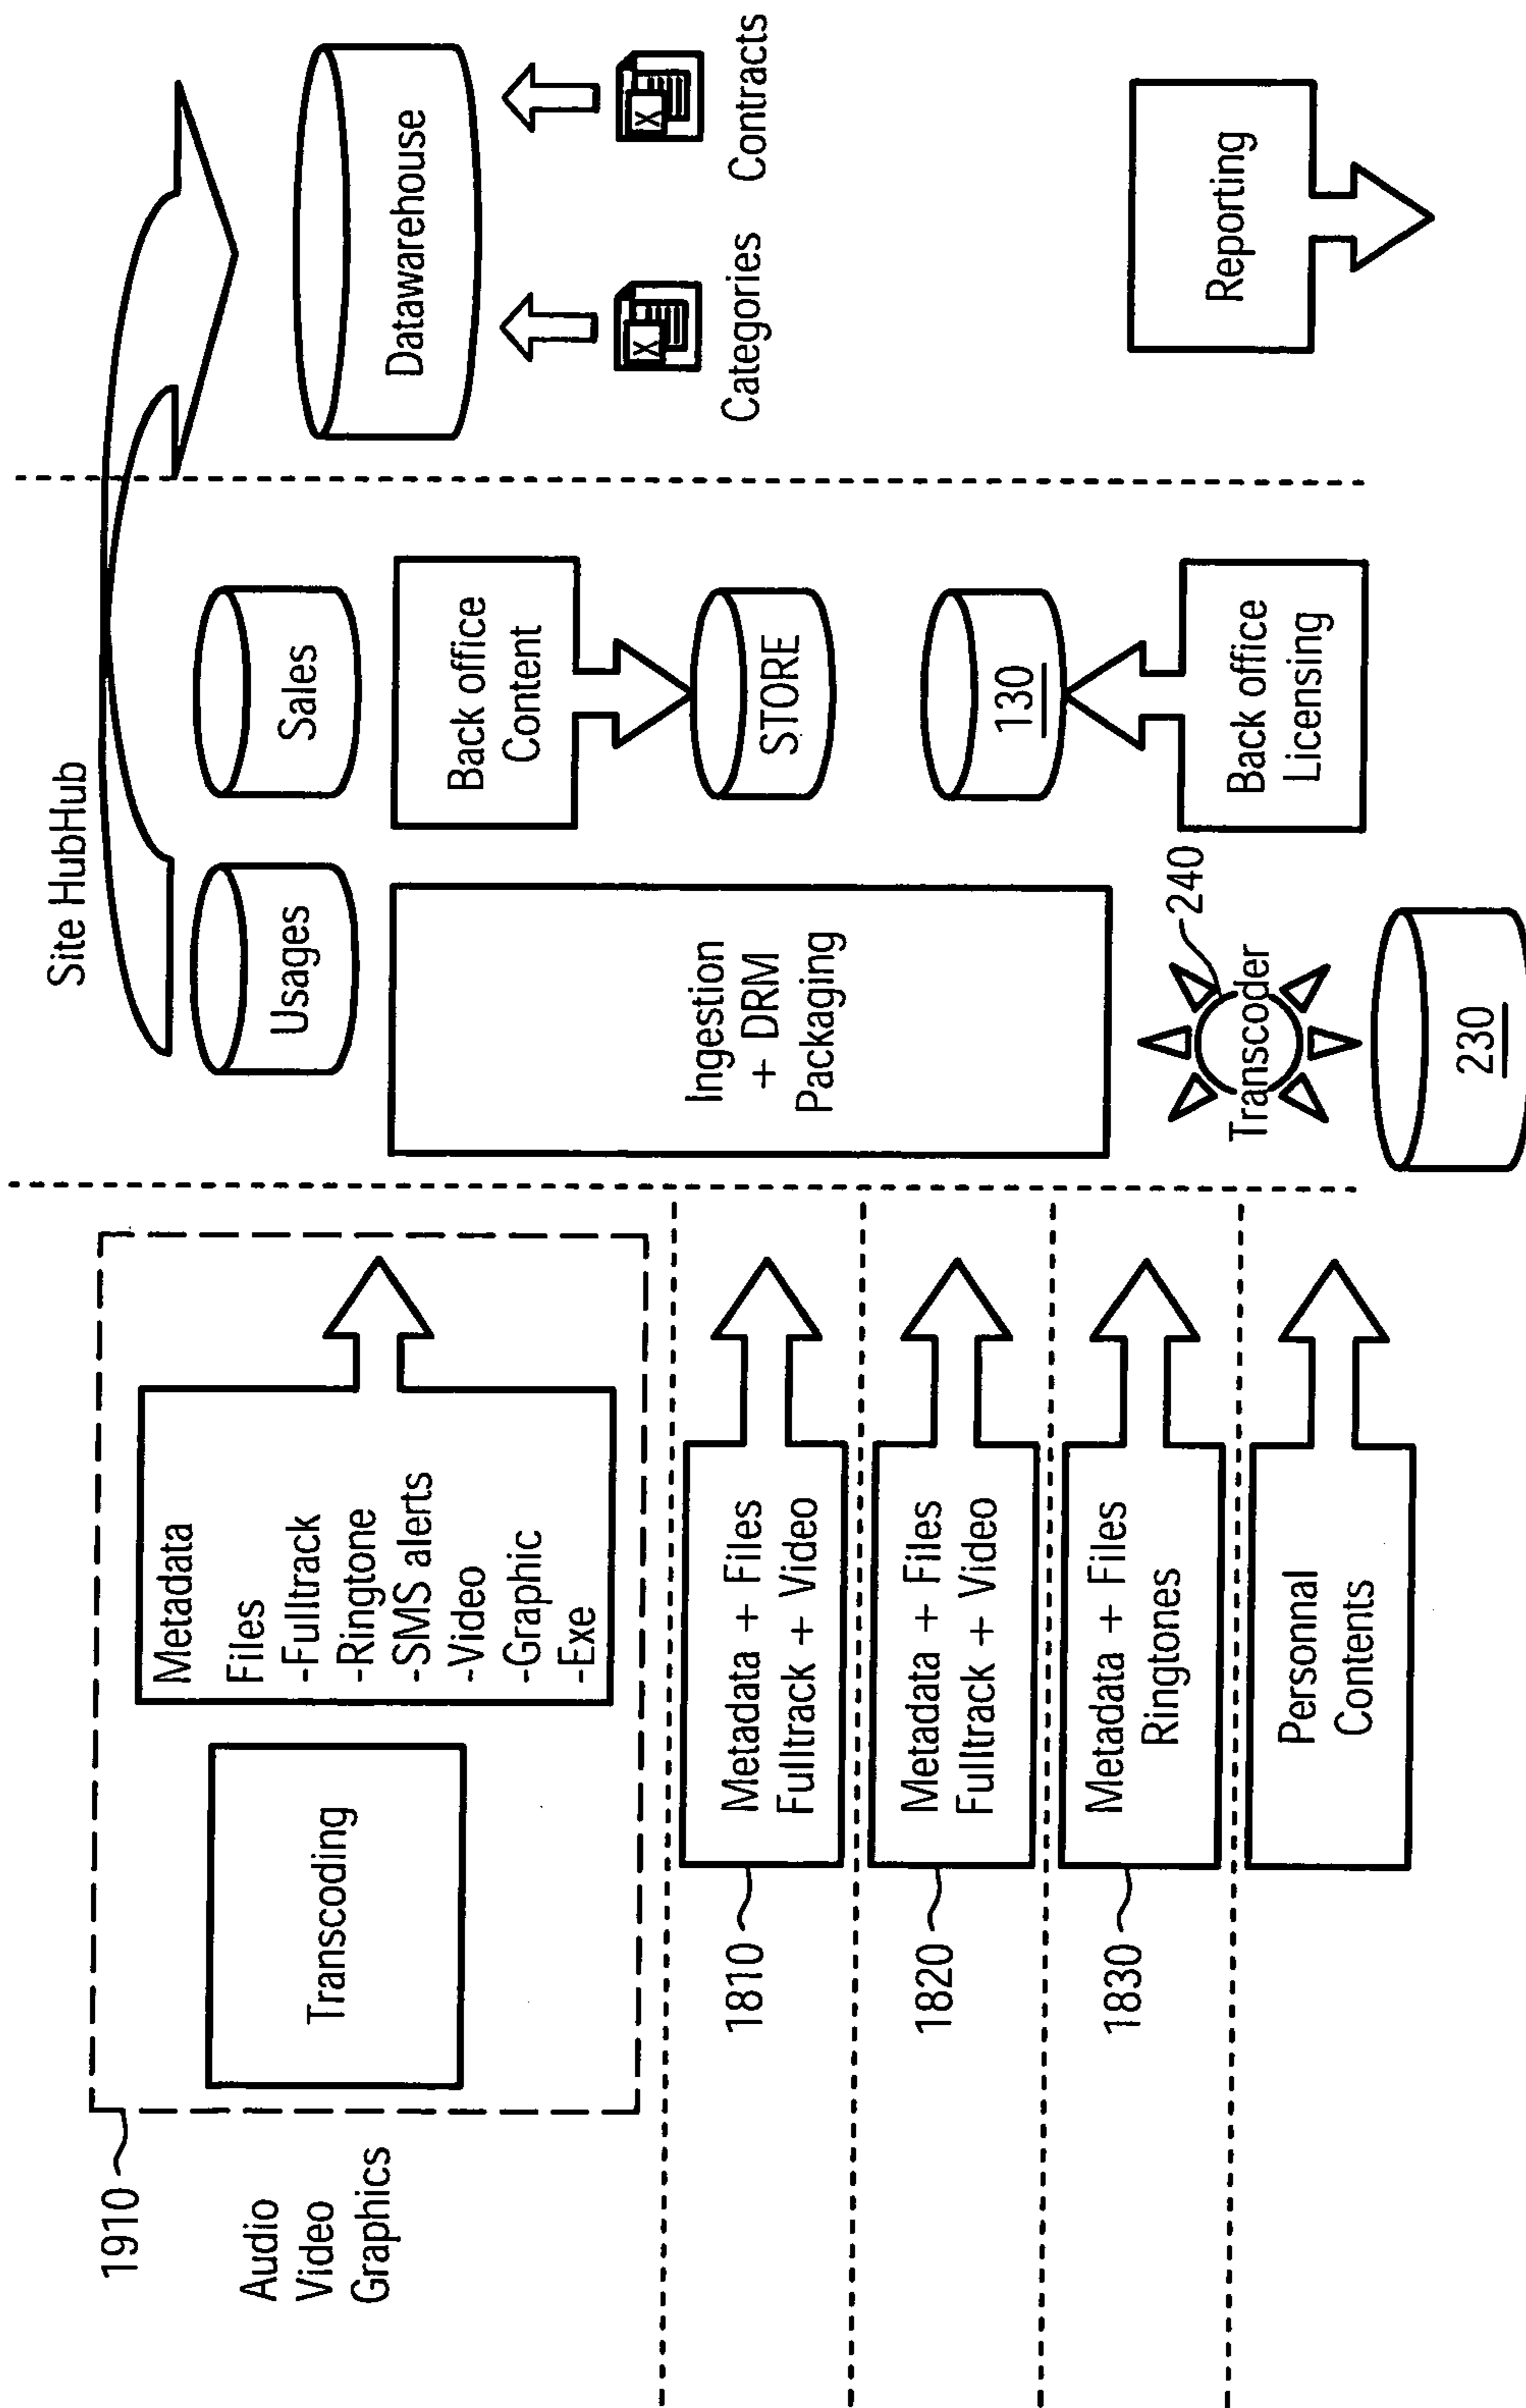 1910
Audio
Video
Graphics
Transcoding
Metadata
Files
-Fulltrack
-Ringtone
-SMS alerts
-Video
-Graphic
-Exe
1810
Metadata + Files
Fulltrack + Video
1820
Metadata + Files
Fulltrack + Video
1830
Metadata + Files
Ringtones
Personnal
Contents
Site HubHub
Usages
Sales
Ingestion
+ DRM
Packaging
Back office
Content
STORE
130
Back office
Licensing
240
Transcoder
230
Datawarehouse
X
X
Categories
Contracts
Reporting